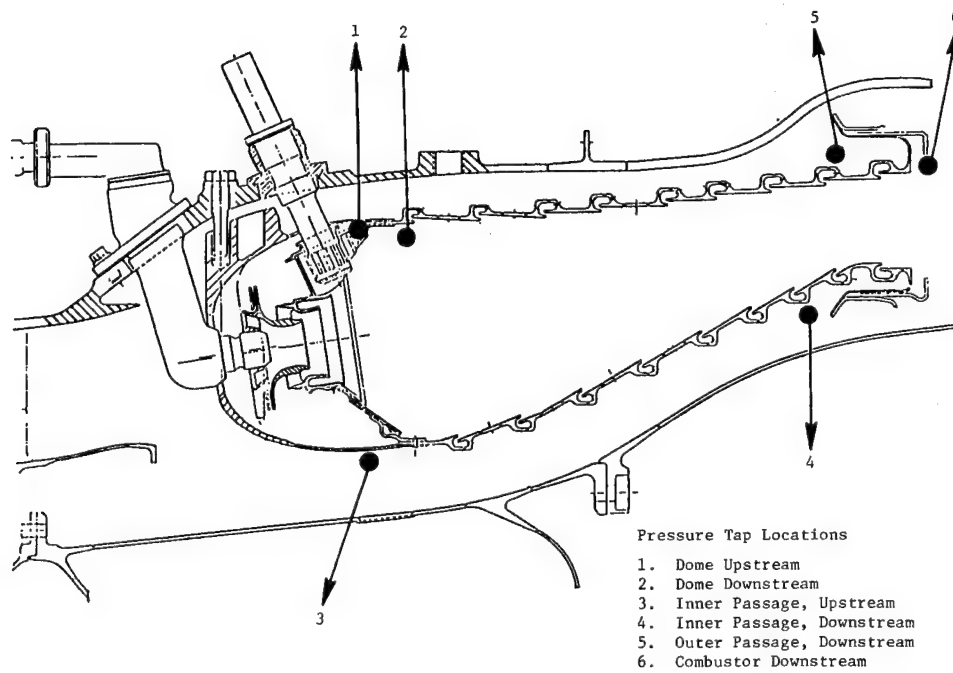 1
2
5
6
4
3
Pressure Tap Locations
1. Dome Upstream
2. Dome Downstream
3. Inner Passage, Upstream
4. Inner Passage, Downstream
5. Outer Passage, Downstream
6. Combustor Downstream